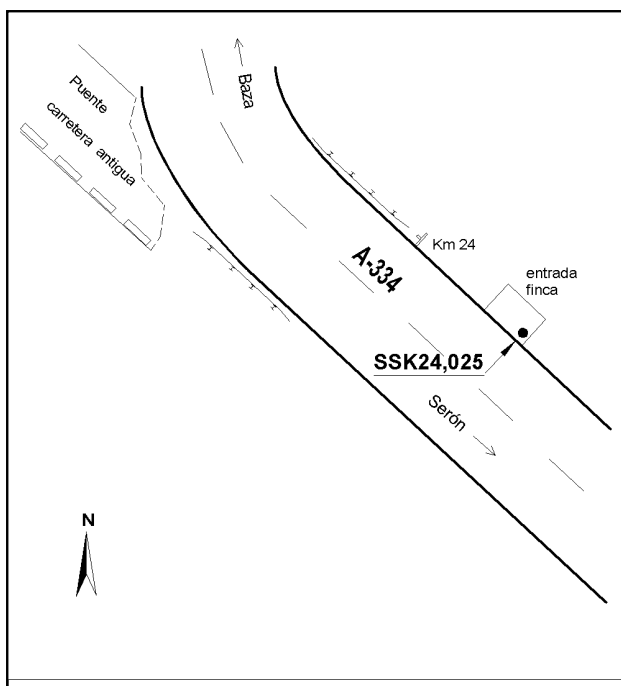 Puente
carretera antigua
Baza
A-334
Km 24
entrada
finca
SSK24,025
Serón
N